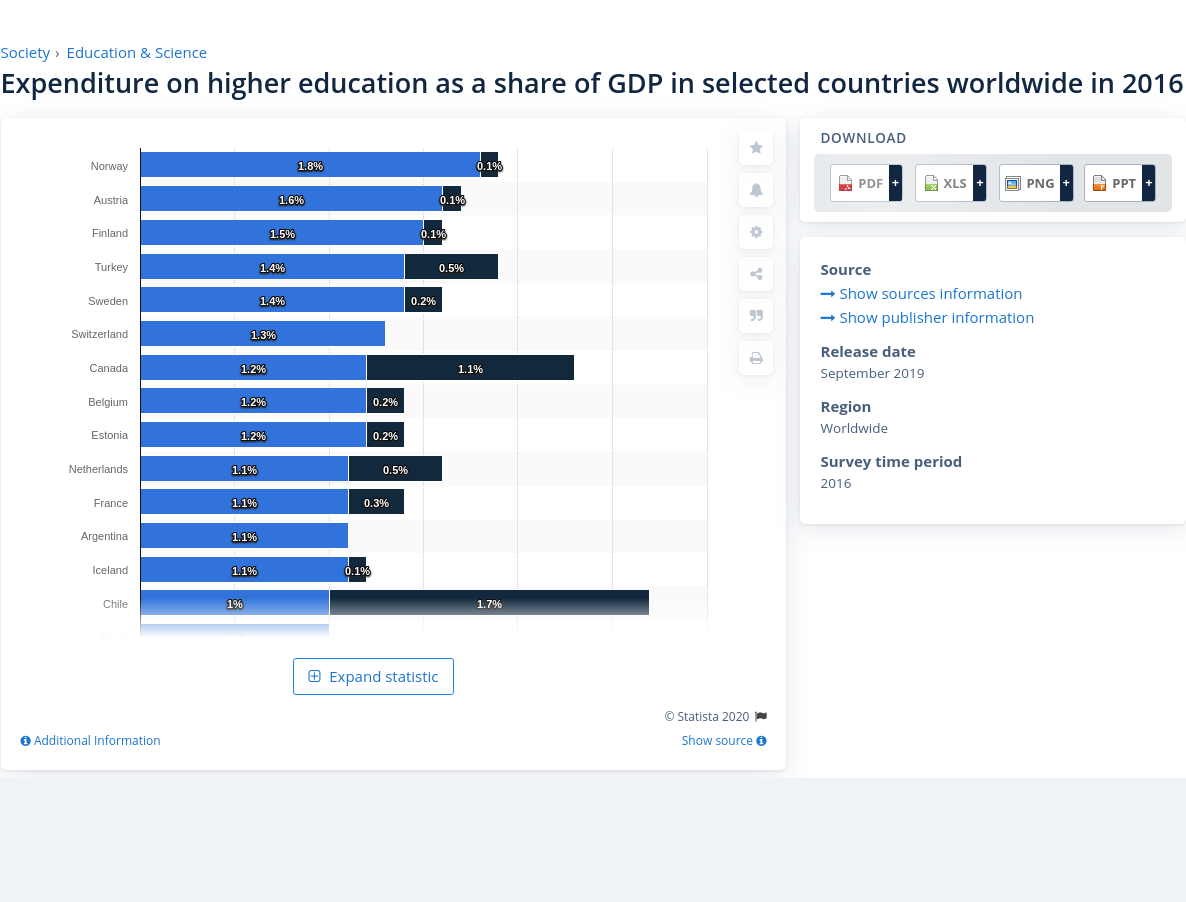 Society › Education & Science
Expenditure on higher education as a share of GDP in selected countries worldwide in 2016
Norway 1.8% 0.1%
Austria 1.6% 0.1%
Finland 1.5% 0.1%
Turkey 1.4% 0.5%
Sweden 1.4% 0.2%
Switzerland 1.3%
Canada 1.2% 1.1%
Belgium 1.2% 0.2%
Estonia 1.2% 0.2%
Netherlands 1.1% 0.5%
France 1.1% 0.3%
Argentina 1.1%
Iceland 1.1% 0.1%
Chile 1% 1.7%
Expand statistic
© Statista 2020
Additional Information
Show source
DOWNLOAD
PDF + XLS + PNG + PPT +
Source
Show sources information
Show publisher information
Release date
September 2019
Region
Worldwide
Survey time period
2016